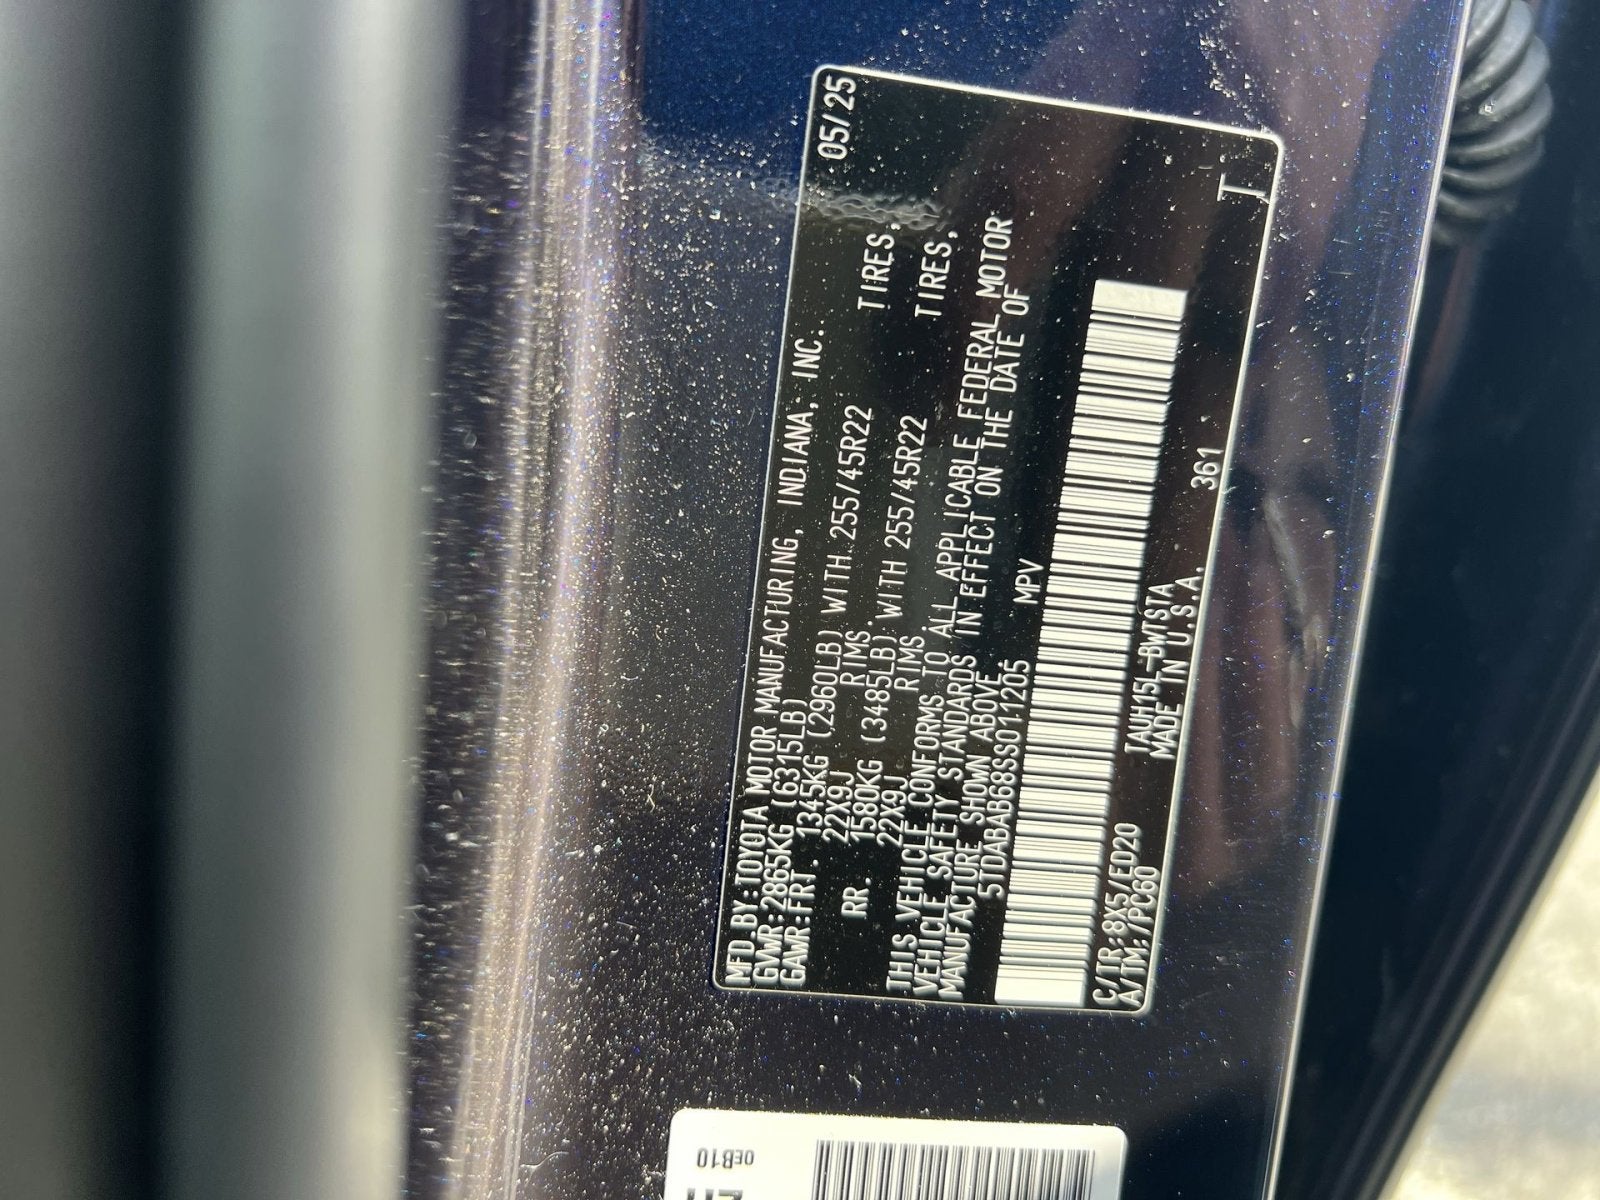 MFD.BY:TOYOTA MOTOR MANUFACTURING, INDIANA, INC. 05/25
GVWR:2865KG(6315LB)
GAWR:FRT. 1345KG(2960LB) WITH 255/45R22 TIRES,
22X9J RIMS
RR. 1580KG(3485LB) WITH 255/45R22 TIRES,
22X9J RIMS
THIS VEHICLE CONFORMS TO ALL APPLICABLE FEDERAL MOTOR
VEHICLE SAFETY STANDARDS IN EFFECT ON THE DATE OF
MANUFACTURE SHOWN ABOVE.
5TDABAB68SS011205 MPV
C/TR:8X5/ED20 TAUH15L-BWTSTA
A/TM:/PC60 MADE IN U.S.A. 361
0EB10